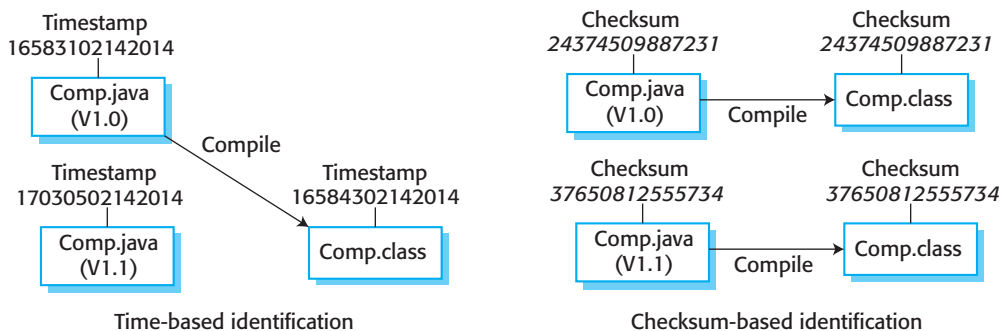 Timestamp
16583102142014
Comp.java
(V1.0)
Compile
Timestamp
17030502142014
Comp.java
(V1.1)
Timestamp
16584302142014
Comp.class
Time-based identification
Checksum
24374509887231
Comp.java
(V1.0)
Compile
Checksum
24374509887231
Comp.class
Checksum
37650812555734
Comp.java
(V1.1)
Compile
Checksum
37650812555734
Comp.class
Checksum-based identification